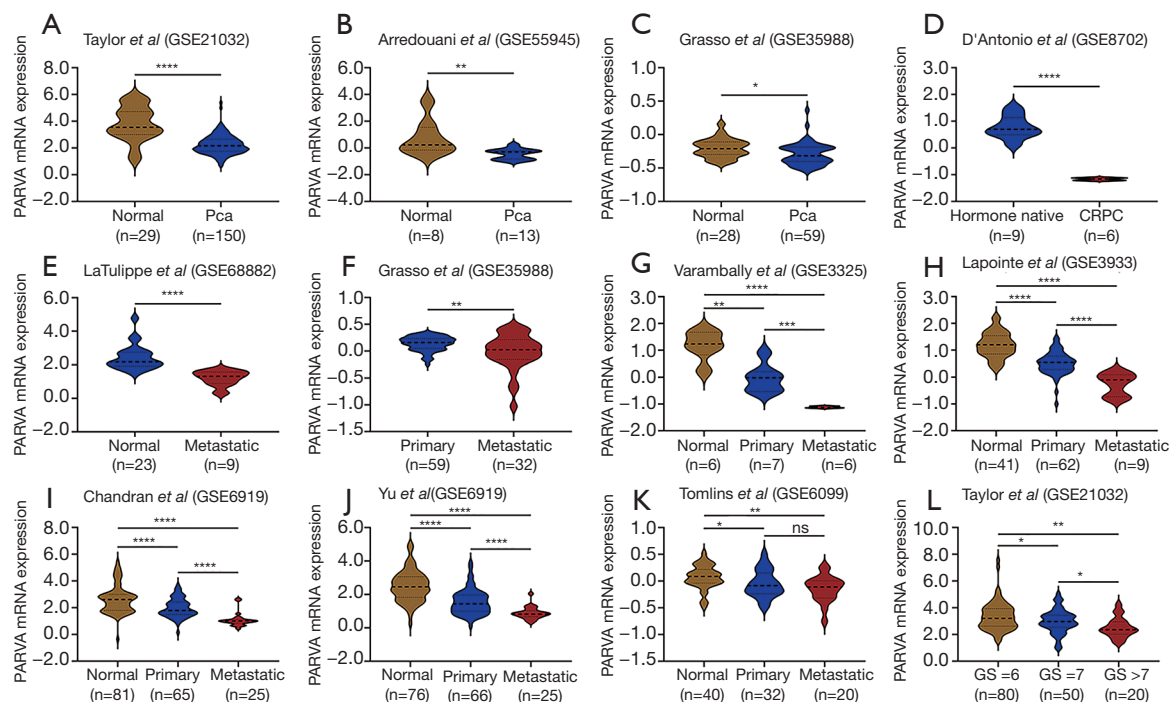 A
Taylor et al (GSE21032)
PARVA mRNA expression
8.0
6.0
4.0
2.0
0.0
−2.0
****
Normal
(n=29)
Pca
(n=150)
B
Arredouani et al (GSE55945)
PARVA mRNA expression
6.0
4.0
2.0
0.0
−2.0
−4.0
**
Normal
(n=8)
Pca
(n=13)
C
Grasso et al (GSE35988)
PARVA mRNA expression
1.0
0.5
−0.0
−0.5
−1.0
*
Normal
(n=28)
Pca
(n=59)
D
D'Antonio et al (GSE8702)
PARVA mRNA expression
3.0
2.0
1.0
0.0
−1.0
−2.0
****
Hormone native
(n=9)
CRPC
(n=6)
E
LaTulippe et al (GSE68882)
PARVA mRNA expression
6.0
4.0
2.0
0.0
−2.0
****
Normal
(n=23)
Metastatic
(n=9)
F
Grasso et al (GSE35988)
PARVA mRNA expression
1.0
0.5
0.0
−0.5
−1.0
−1.5
**
Primary
(n=59)
Metastatic
(n=32)
G
Varambally et al (GSE3325)
PARVA mRNA expression
3.0
2.0
1.0
0.0
−1.0
−2.0
****
**
***
Normal
(n=6)
Primary
(n=7)
Metastatic
(n=6)
H
Lapointe et al (GSE3933)
PARVA mRNA expression
3.0
2.0
1.0
0.0
−1.0
−2.0
****
****
****
Normal
(n=41)
Primary
(n=62)
Metastatic
(n=9)
I
Chandran et al (GSE6919)
PARVA mRNA expression
8.0
6.0
4.0
2.0
0.0
−2.0
****
****
****
Normal
(n=81)
Primary
(n=65)
Metastatic
(n=25)
J
Yu et al(GSE6919)
PARVA mRNA expression
6.0
4.0
2.0
0.0
−2.0
****
****
****
Normal
(n=76)
Primary
(n=66)
Metastatic
(n=25)
K
Tomlins et al (GSE6099)
PARVA mRNA expression
1.0
0.5
−0.0
−0.5
−1.0
−1.5
**
*
ns
Normal
(n=40)
Primary
(n=32)
Metastatic
(n=20)
L
Taylor et al (GSE21032)
PARVA mRNA expression
10.0
8.0
6.0
4.0
2.0
0.0
**
*
*
GS =6
(n=80)
GS =7
(n=50)
GS >7
(n=20)